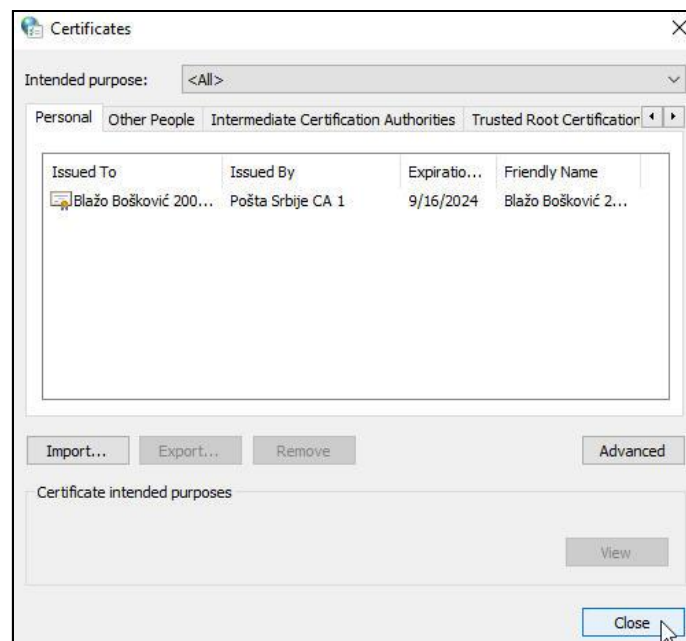 Certificates
Intended purpose: <All>
Personal Other People Intermediate Certification Authorities Trusted Root Certification
Issued To Issued By Expiratio... Friendly Name
Blažo Bošković 200... Pošta Srbije CA 1 9/16/2024 Blažo Bošković 2...
Import... Export... Remove Advanced
Certificate intended purposes
View
Close